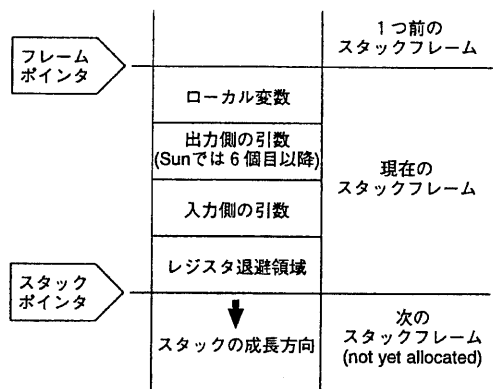 1つ前の
スタックフレーム
フレーム
ポインタ
ローカル変数
出力側の引数
(Sunでは6個目以降)
現在の
スタックフレーム
入力側の引数
レジスタ退避領域
スタック
ポインタ
スタックの成長方向
次の
スタックフレーム
(not yet allocated)